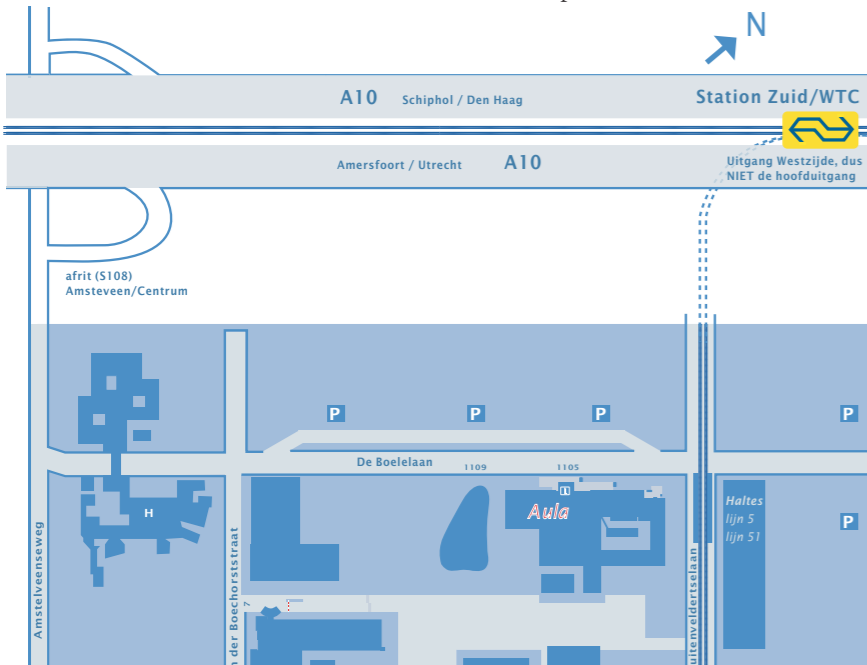 N
A10 Schiphol / Den Haag
Station Zuid/WTC
Amersfoort / Utrecht A10
Uitgang Westzijde, dus
NIET de hoofduitgang
afrit (S108)
Amsteveen/Centrum
P P P P
De Boelelaan 1109 1105
H
Aula
Haltes
lijn 5
lijn 51
P
Amstelveenseweg
n der Boechorststraat
7
uitenveldertselaan